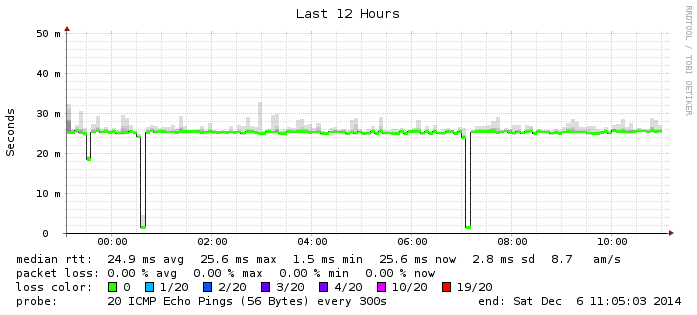 Last 12 Hours
RRDTOOL / TOBI OETIKER
Seconds
50 m
40 m
30 m
20 m
10 m
0
00:00 02:00 04:00 06:00 08:00 10:00
median rtt: 24.9 ms avg 25.6 ms max 1.5 ms min 25.6 ms now 2.8 ms sd 8.7 am/s
packet loss: 0.00 % avg 0.00 % max 0.00 % min 0.00 % now
loss color: 0 1/20 2/20 3/20 4/20 10/20 19/20
probe: 20 ICMP Echo Pings (56 Bytes) every 300s end: Sat Dec 6 11:05:03 2014